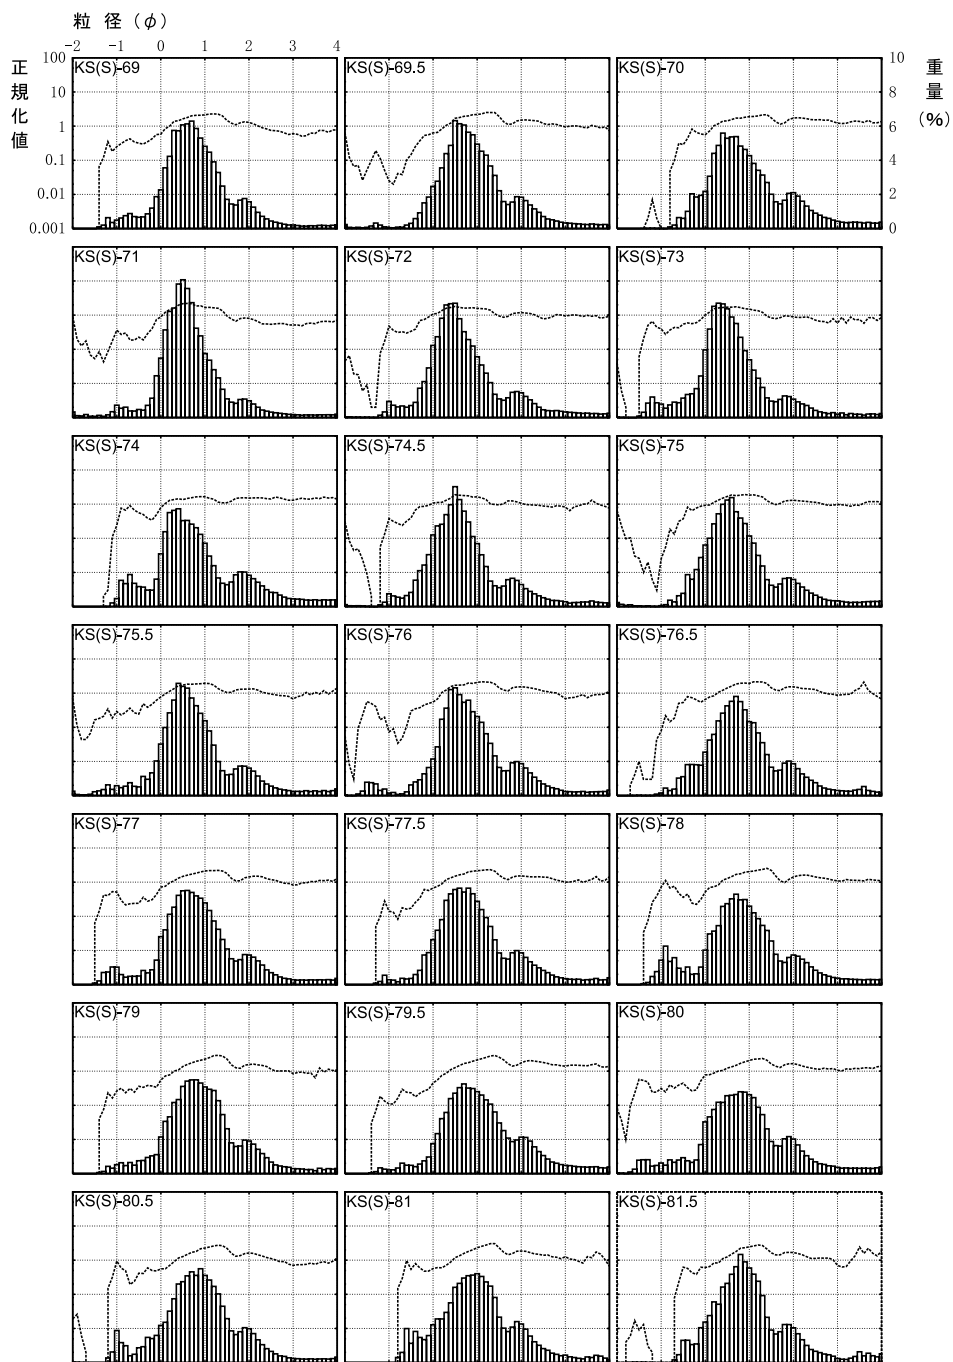 粒 径 (φ)
-2 -1 0 1 2 3 4
正規化値
重量(%)
100 10 1 0.1 0.01 0.001
10 8 6 4 2 0
KS(S)-69 KS(S)-69.5 KS(S)-70
KS(S)-71 KS(S)-72 KS(S)-73
KS(S)-74 KS(S)-74.5 KS(S)-75
KS(S)-75.5 KS(S)-76 KS(S)-76.5
KS(S)-77 KS(S)-77.5 KS(S)-78
KS(S)-79 KS(S)-79.5 KS(S)-80
KS(S)-80.5 KS(S)-81 KS(S)-81.5